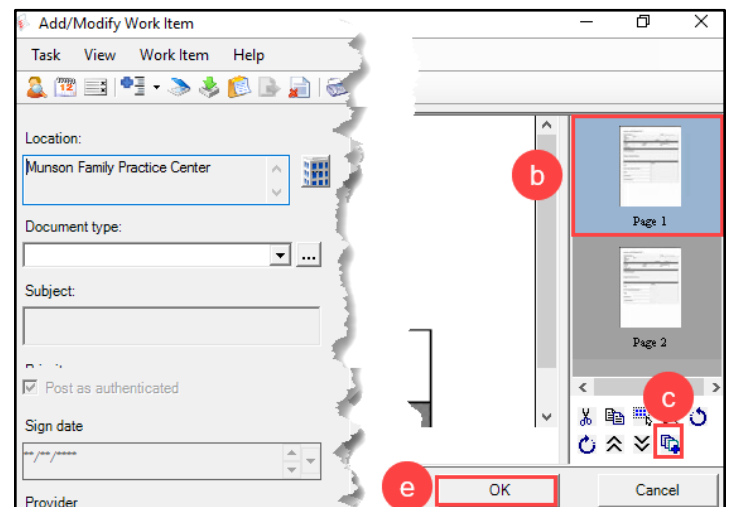 Add/Modify Work Item
Task View Work Item Help
12
Location:
Munson Family Practice Center
Document type:
...
Subject:
Post as authenticated
Sign date
**/**/****
Provider
b
Page 1
Page 2
c
e
OK
Cancel